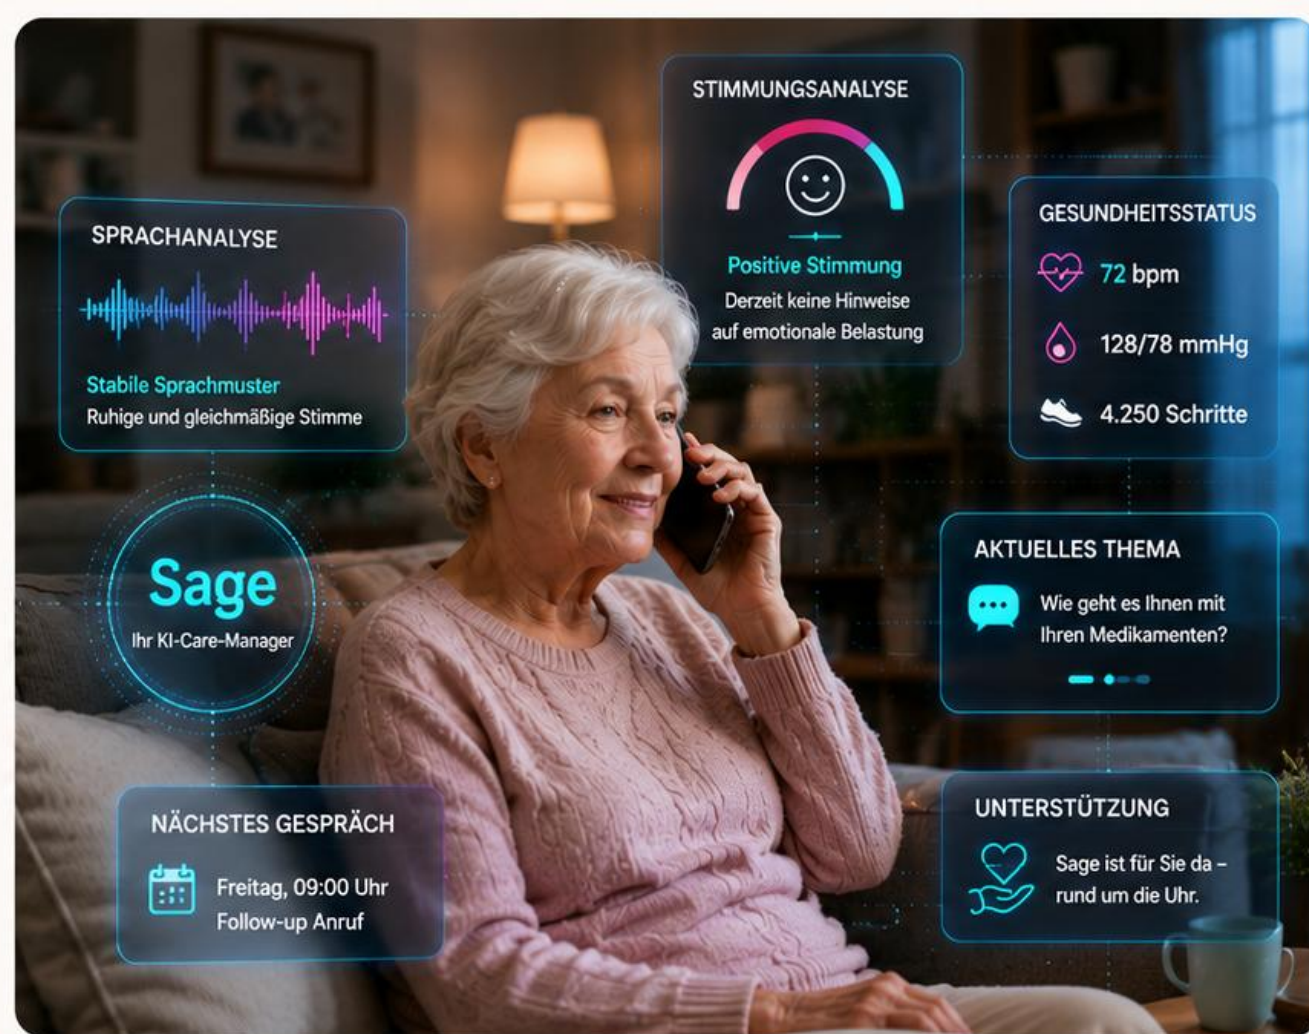 STIMMUNGSANALYSE
Positive Stimmung
Derzeit keine Hinweise
auf emotionale Belastung
GESUNDHEITSSTATUS
72 bpm
128/78 mmHg
4.250 Schritte
SPRACHANALYSE
Stabile Sprachmuster
Ruhige und gleichmäßige Stimme
Sage
Ihr KI-Care-Manager
AKTUELLES THEMA
Wie geht es Ihnen mit
Ihren Medikamenten?
NÄCHSTES GESPRÄCH
Freitag, 09:00 Uhr
Follow-up Anruf
UNTERSTÜTZUNG
Sage ist für Sie da –
rund um die Uhr.